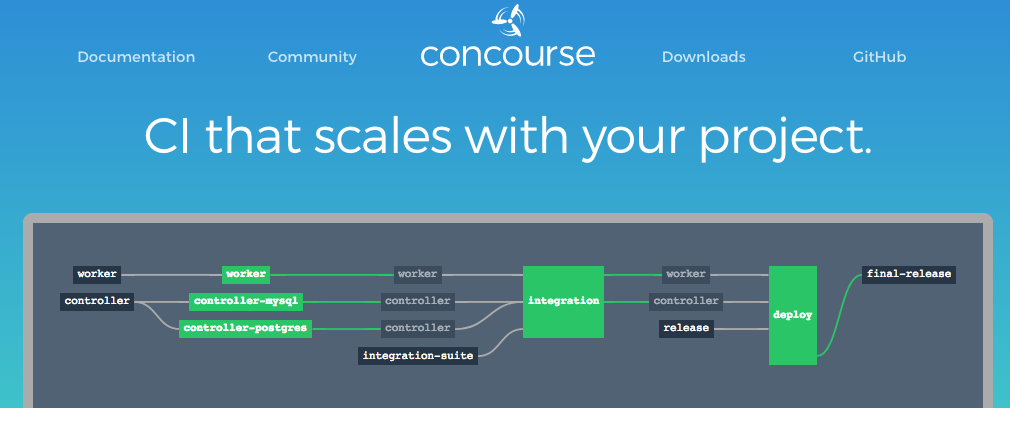 Documentation
Community
concourse
Downloads
GitHub
CI that scales with your project.
worker
worker
worker
worker
final-release
controller
controller-mysql
controller
integration
controller
deploy
controller-postgres
controller
release
integration-suite